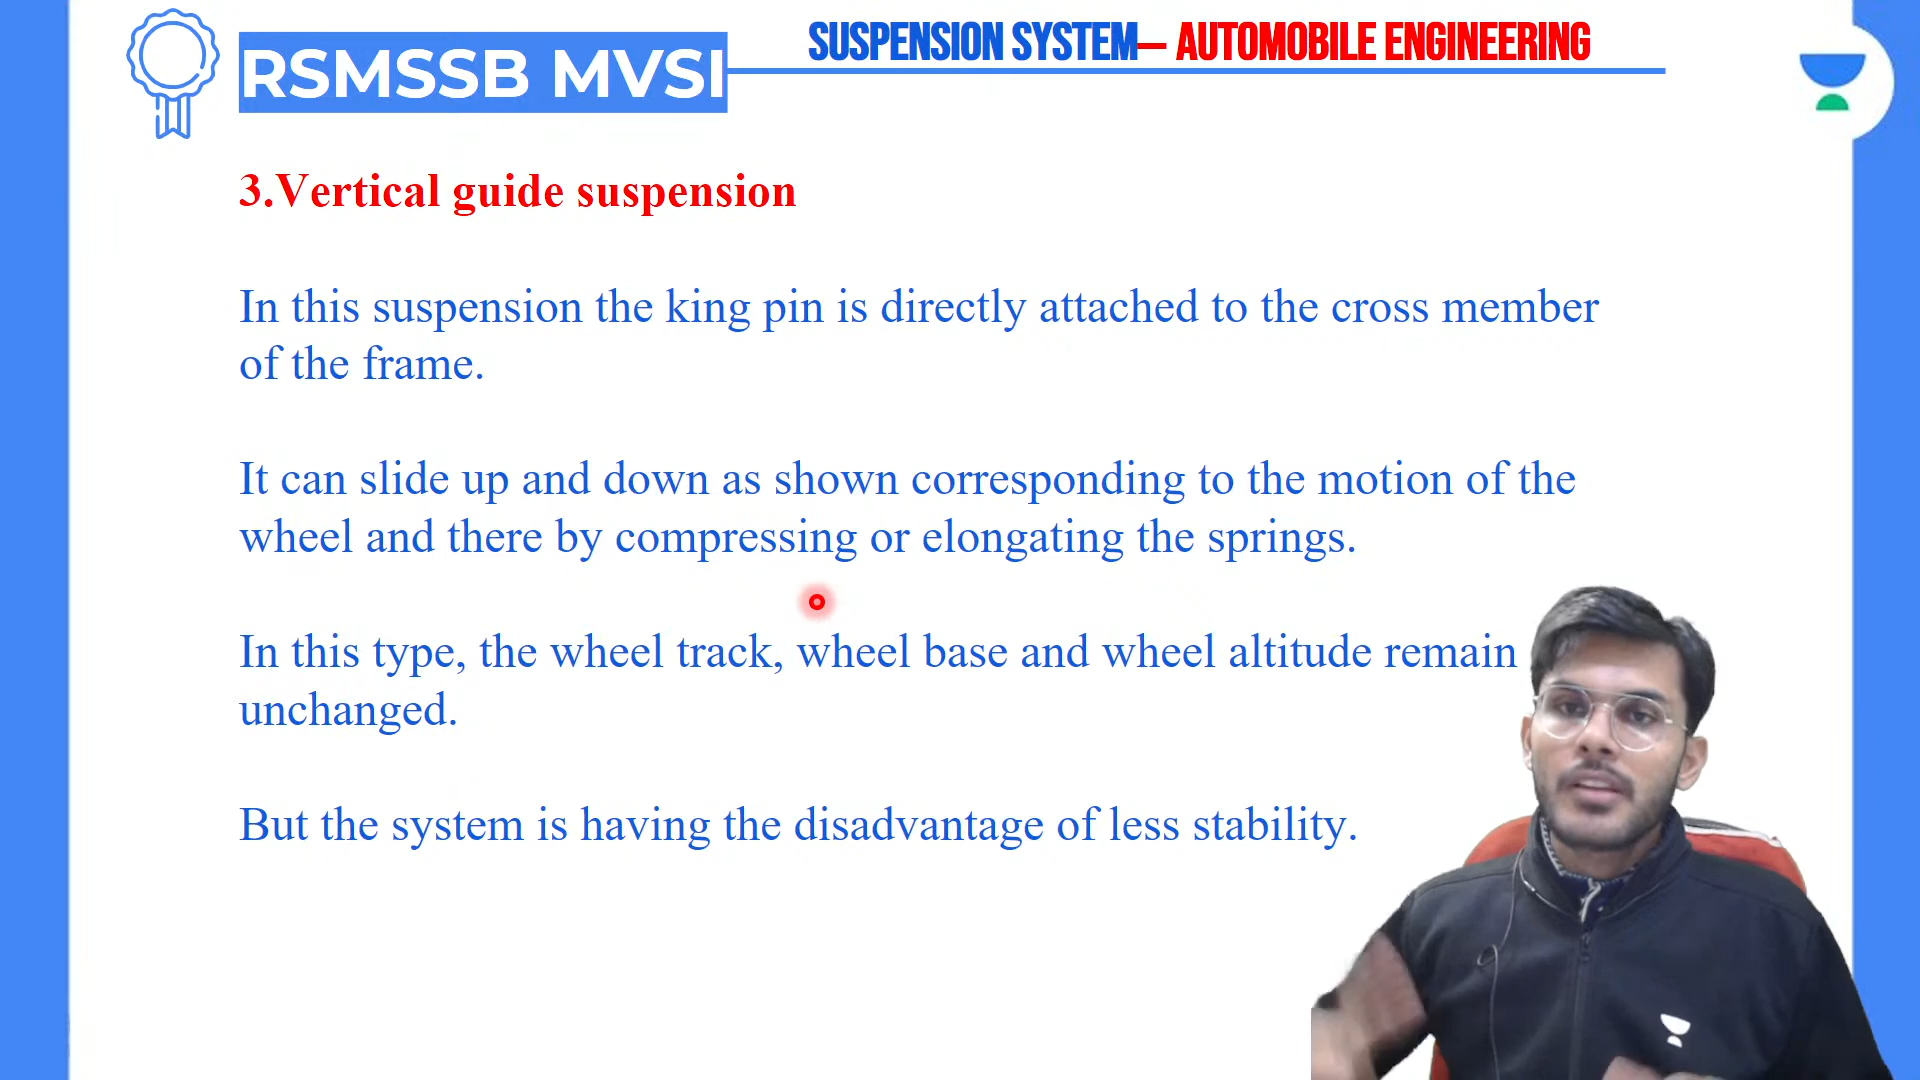 SUSPENSION SYSTEM— AUTOMOBILE ENGINEERING
RSMSSB MVSI
3.Vertical guide suspension
In this suspension the king pin is directly attached to the cross member
of the frame.
It can slide up and down as shown corresponding to the motion of the
wheel and there by compressing or elongating the springs.
In this type, the wheel track, wheel base and wheel altitude remain
unchanged.
But the system is having the disadvantage of less stability.